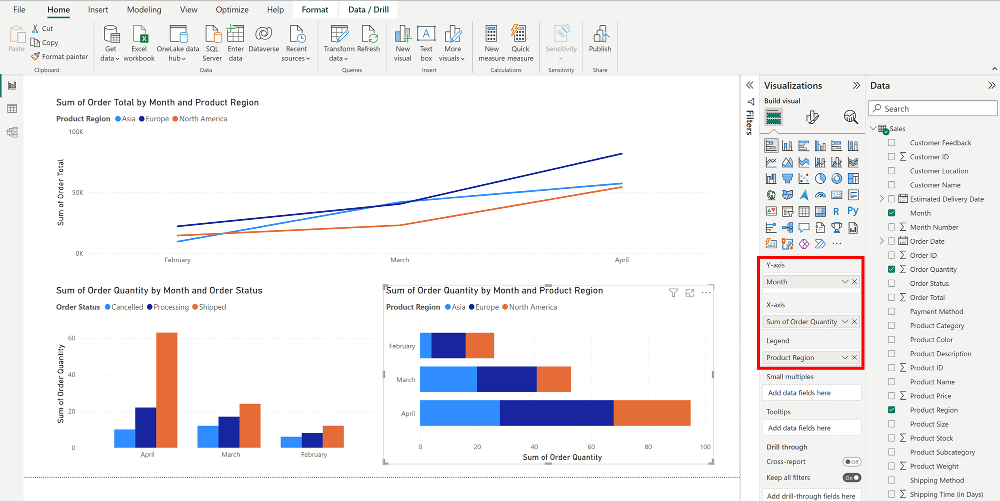 File Home Insert Modeling View Optimize Help Format Data / Drill
Paste
Cut
Copy
Format painter
Clipboard
Get data
Excel workbook
OneLake data hub
SQL Server
Enter data
Dataverse
Recent sources
Data
Transform data
Refresh
Queries
New visual
Text box
More visuals
Insert
New measure
Quick measure
Calculations
Sensitivity
Sensitivity
Publish
Share
Sum of Order Total by Month and Product Region
Product Region Asia Europe North America
Sum of Order Total
100K
50K
0K
February March April
Sum of Order Quantity by Month and Order Status
Order Status Cancelled Processing Shipped
Sum of Order Quantity
60
40
20
0
April March February
Sum of Order Quantity by Month and Product Region
Product Region Asia Europe North America
February
March
April
0 20 40 60 80 100
Sum of Order Quantity
Filters
Visualizations
Build visual
123
R
Py
123
Y-axis
Month
X-axis
Sum of Order Quantity
Legend
Product Region
Small multiples
Add data fields here
Tooltips
Add data fields here
Drill through
Cross-report Off
Keep all filters On
Add drill-through fields here
Data
Search
Sales
Customer Feedback
Customer ID
Customer Location
Customer Name
Estimated Delivery Date
Month
Month Number
Order Date
Order ID
Order Quantity
Order Status
Order Total
Payment Method
Product Category
Product Color
Product Description
Product ID
Product Name
Product Price
Product Region
Product Size
Product Stock
Product Subcategory
Product Weight
Shipping Method
Shipping Time (in Days)